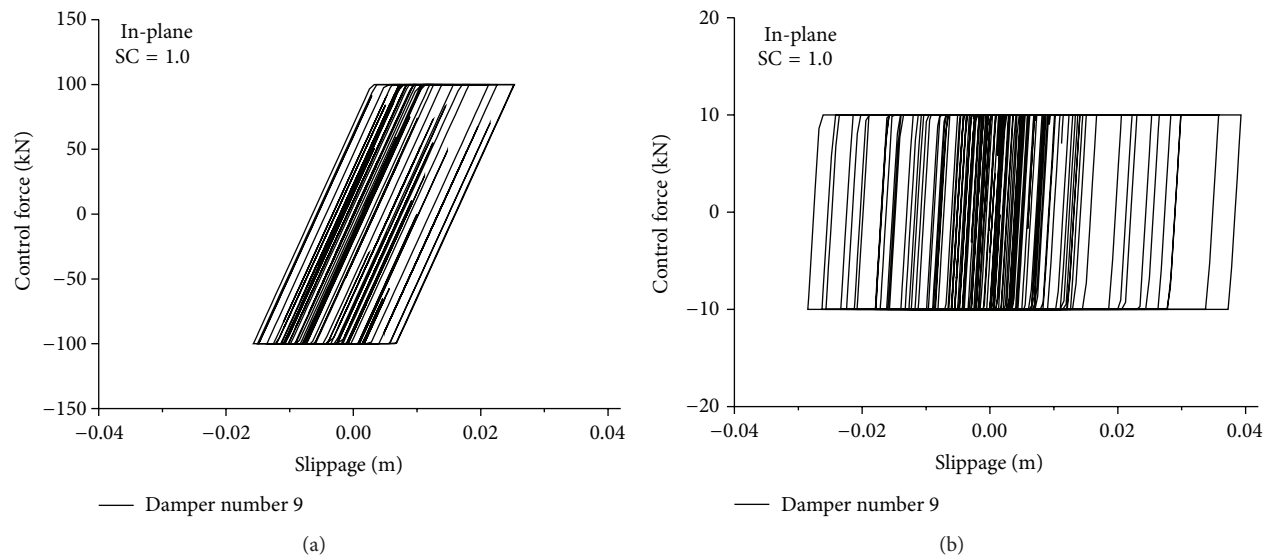 In-plane
SC = 1.0
Control force (kN)
150
100
50
0
−50
−100
−150
−0.04
−0.02
0.00
0.02
0.04
Slippage (m)
Damper number 9
(a)
In-plane
SC = 1.0
Control force (kN)
20
10
0
−10
−20
−0.04
−0.02
0.00
0.02
0.04
Slippage (m)
Damper number 9
(b)